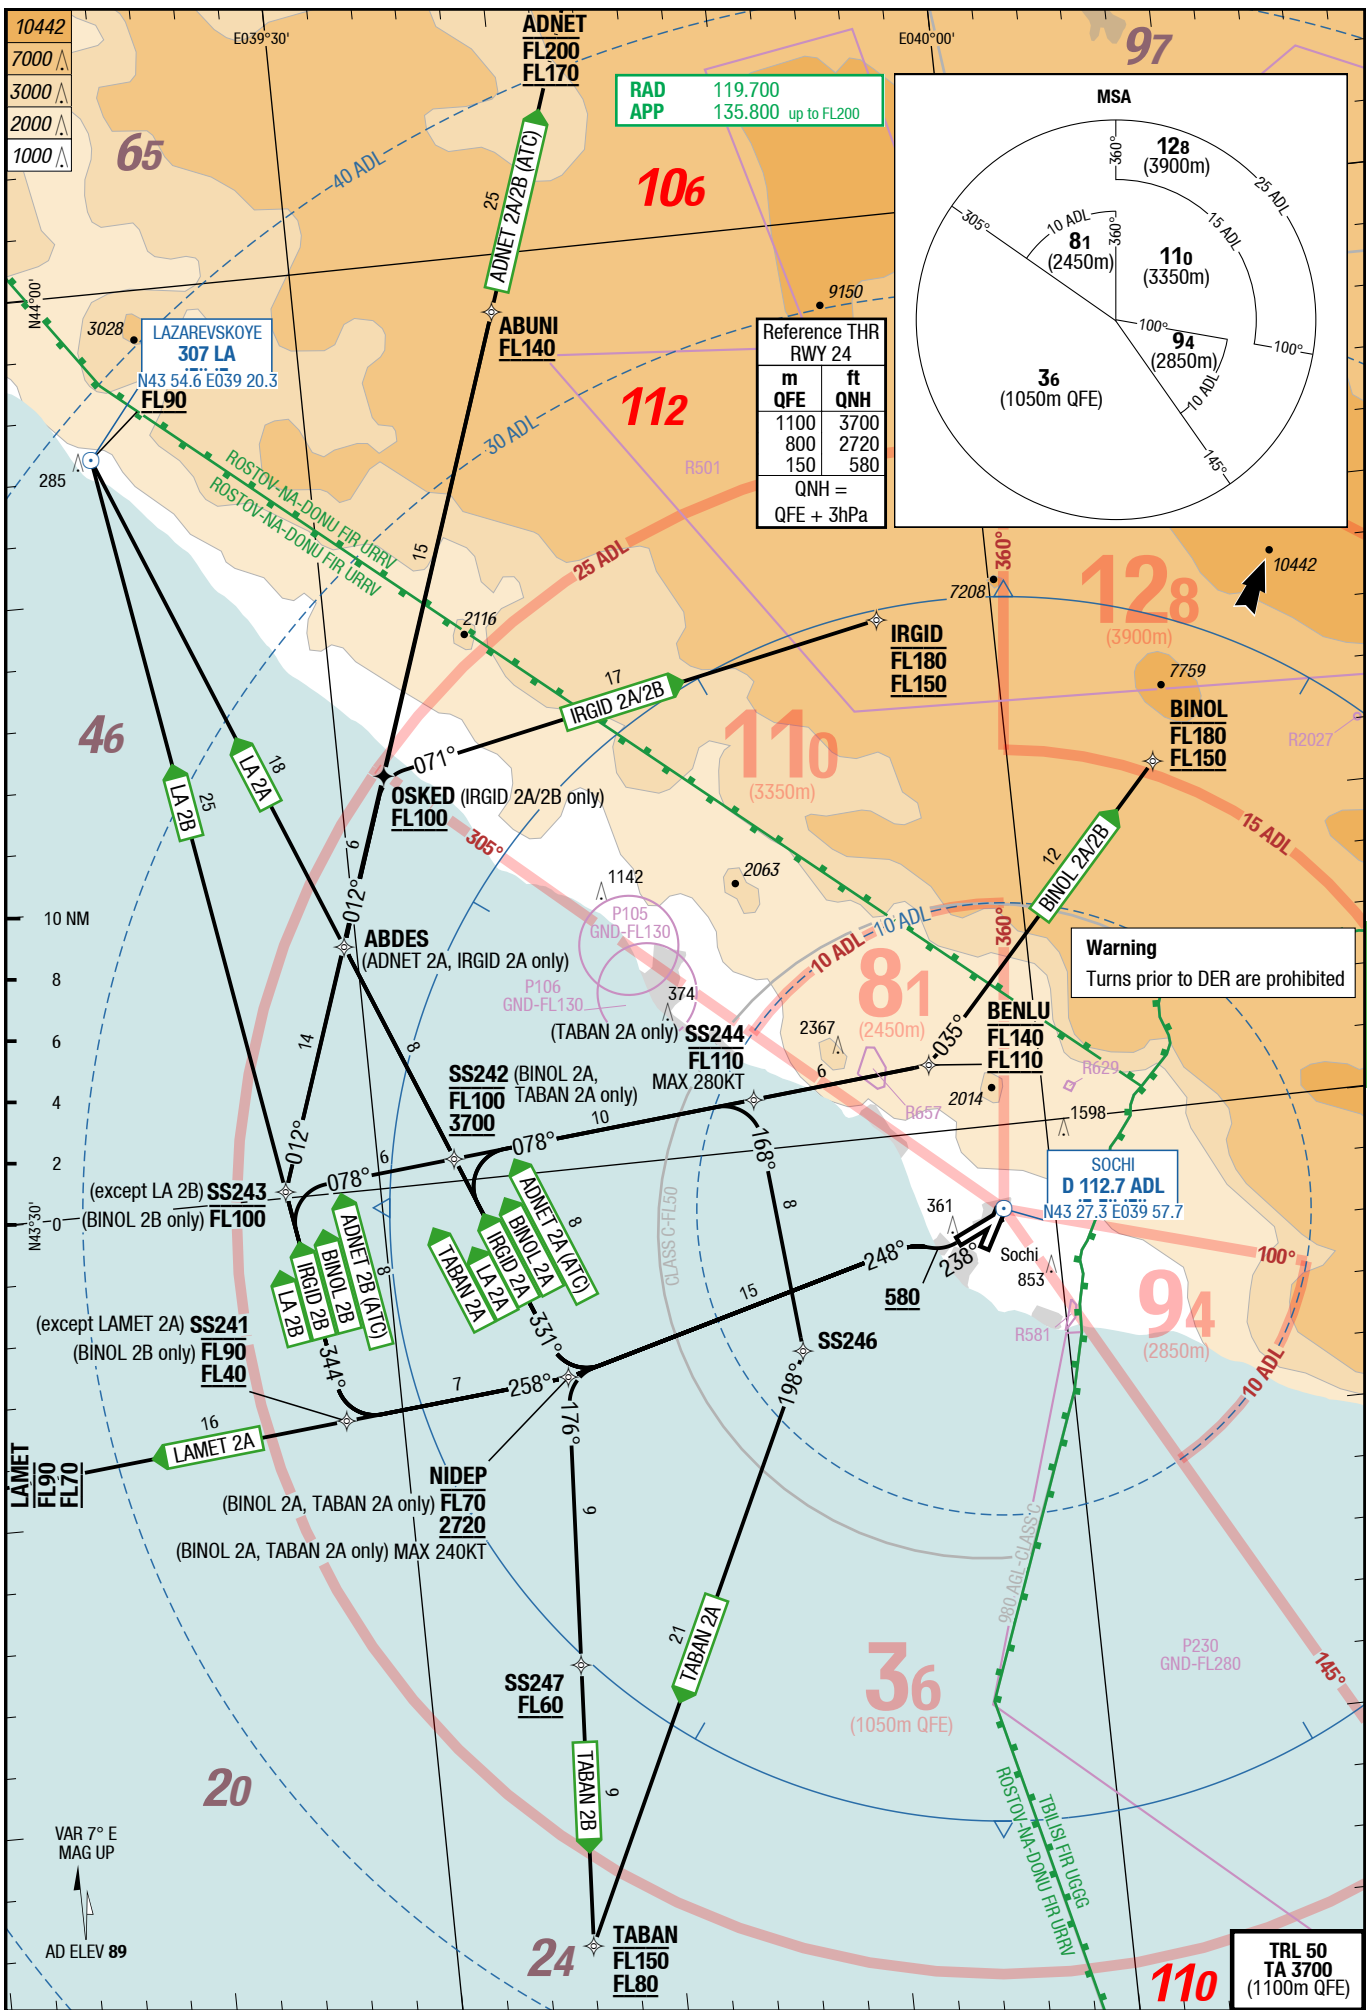 10442
7000
3000
2000
1000
E039°30'
ADNET
FL200
FL170
E040°00'
97
RAD 119.700
APP 135.800 up to FL200
MSA
360°
128
(3900m)
25 ADL
305°
10 ADL
81
(2450m)
360°
15 ADL
110
(3350m)
100°
94
(2850m)
100°
10 ADL
36
(1050m QFE)
145°
65
40 ADL
25
ADNET 2A/2B (ATC)
106
N44°00'
3028
LAZAREVSKOYE
307 LA
N43 54.6 E039 20.3
FL90
285
ABUNI
FL140
9150
Reference THR
RWY 24
m ft
QFE QNH
1100 3700
800 2720
150 580
QNH =
QFE + 3hPa
112
30 ADL
R501
ROSTOV-NA-DONU FIR URRV
ROSTOV-NA-DONU FIR URRV
15
25 ADL
360°
128
(3900m)
10442
7208
2116
IRGID
FL180
FL150
17
IRGID 2A/2B
7759
BINOL
FL180
FL150
R2027
46
18
LA 2A
25
LA 2B
071°
OSKED (IRGID 2A/2B only)
FL100
110
(3350m)
305°
15 ADL
6
012°
1142
2063
12
BINOL 2A/2B
P105
GND-FL130
10 NM
8
6
4
2
0
ABDES
(ADNET 2A, IRGID 2A only)
10 ADL
10 ADL
360°
Warning
Turns prior to DER are prohibited
P106
GND-FL130
374
81
(2450m)
(TABAN 2A only) SS244
FL110
MAX 280KT
2367
035°
BENLU
FL140
FL110
14
8
SS242 (BINOL 2A,
FL100 TABAN 2A only)
3700
6
R657
2014
R629
1598
10
078°
168°
012°
6
078°
(except LA 2B) SS243
(BINOL 2B only) FL100
N43°30'
SOCHI
D 112.7 ADL
N43 27.3 E039 57.7
361
8
ADNET 2A (ATC)
BINOL 2A
IRGID 2A
LA 2A
TABAN 2A
8
ADNET 2B (ATC)
BINOL 2B
IRGID 2B
LA 2B
8
CLASS C-FL50
248°
238°
Sochi
853
100°
580
15
94
(2850m)
R581
(except LAMET 2A) SS241
(BINOL 2B only) FL90
FL40
344°
331°
SS246
198°
7
258°
16
LAMET 2A
176°
10 ADL
LAMET
FL90
FL70
NIDEP
(BINOL 2A, TABAN 2A only) FL70
2720
(BINOL 2A, TABAN 2A only) MAX 240KT
9
980 AGL-CLASS C
21
TABAN 2A
SS247
FL60
36
(1050m QFE)
P230
GND-FL280
145°
TABAN 2B
9
20
TBILISI FIR UGGG
ROSTOV-NA-DONU FIR URRV
VAR 7° E
MAG UP
AD ELEV 89
24
TABAN
FL150
FL80
110
TRL 50
TA 3700
(1100m QFE)